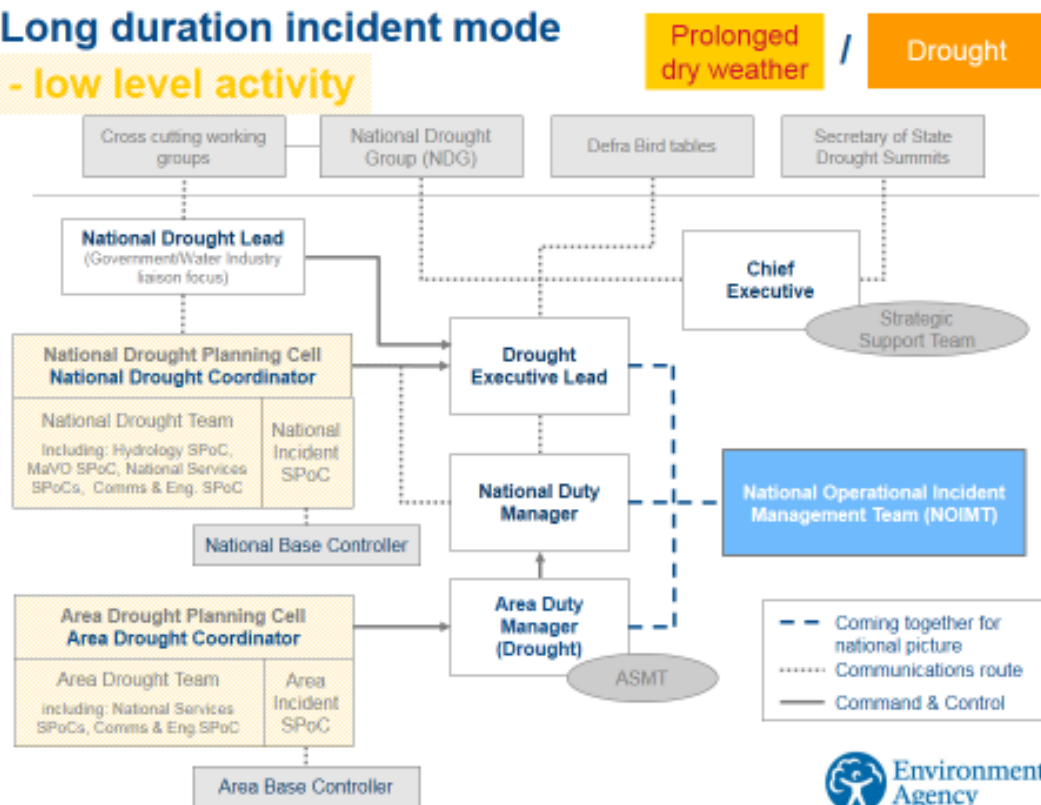 Long duration incident mode
- low level activity
Prolonged
dry weather
/
Drought
Cross cutting working
groups
National Drought
Group (NDG)
Defra Bird tables
Secretary of State
Drought Summits
National Drought Lead
(Government/Water Industry
liaison focus)
Chief
Executive
Strategic
Support Team
National Drought Planning Cell
National Drought Coordinator
National Drought Team
Including: Hydrology SPoC,
MaVO SPoC, National Services
SPoCs, Comms & Eng. SPoC
National
Incident
SPoC
National Base Controller
Drought
Executive Lead
National Duty
Manager
National Operational Incident
Management Team (NOIMT)
Area Drought Planning Cell
Area Drought Coordinator
Area Drought Team
including: National Services
SPoCs, Comms & Eng.SPoC
Area
Incident
SPoC
Area Base Controller
Area Duty
Manager
(Drought)
ASMT
Coming together for
national picture
Communications route
Command & Control
Environment
Agency